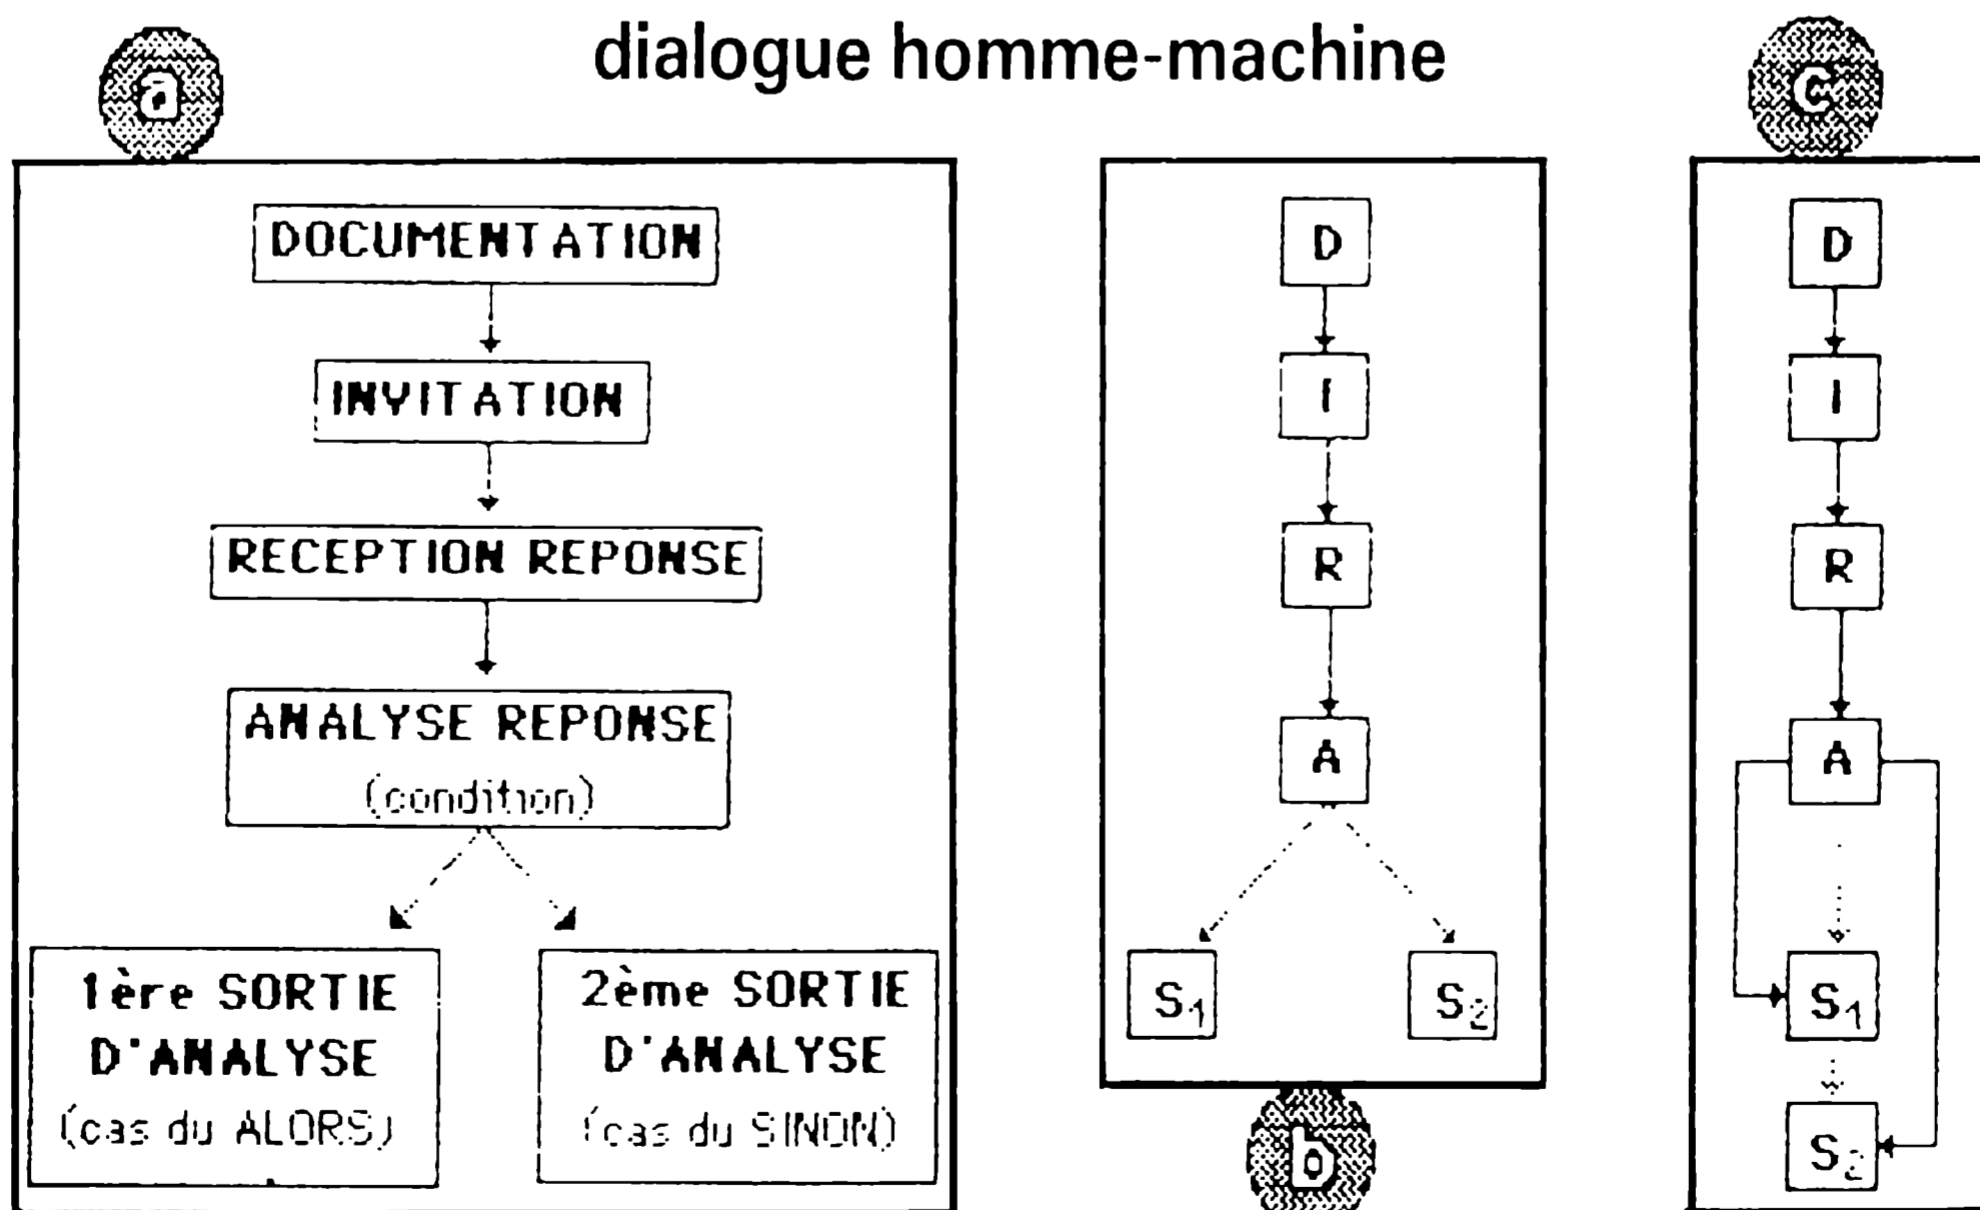 dialogue homme-machine
a
DOCUMENTATION
INVITATION
RECEPTION REPONSE
ANALYSE REPONSE
(condition)
1ère SORTIE
D'ANALYSE
(cas du ALORS)
2ème SORTIE
D'ANALYSE
(cas du SINON)
D
I
R
A
S1
S2
b
c
D
I
R
A
S1
S2